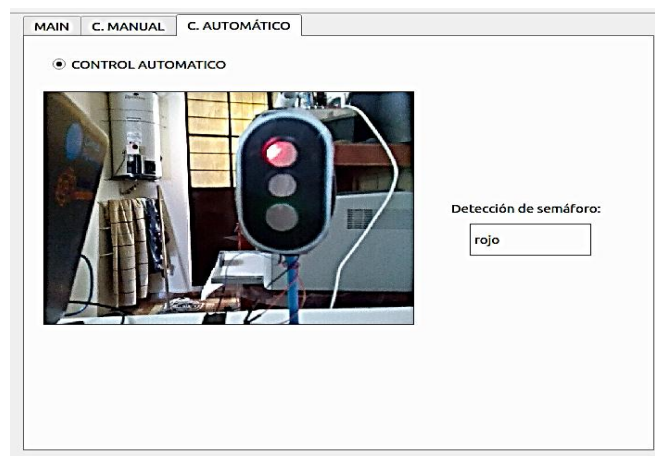 MAIN
C. MANUAL
C. AUTOMÁTICO
CONTROL AUTOMATICO
Detección de semáforo:
rojo